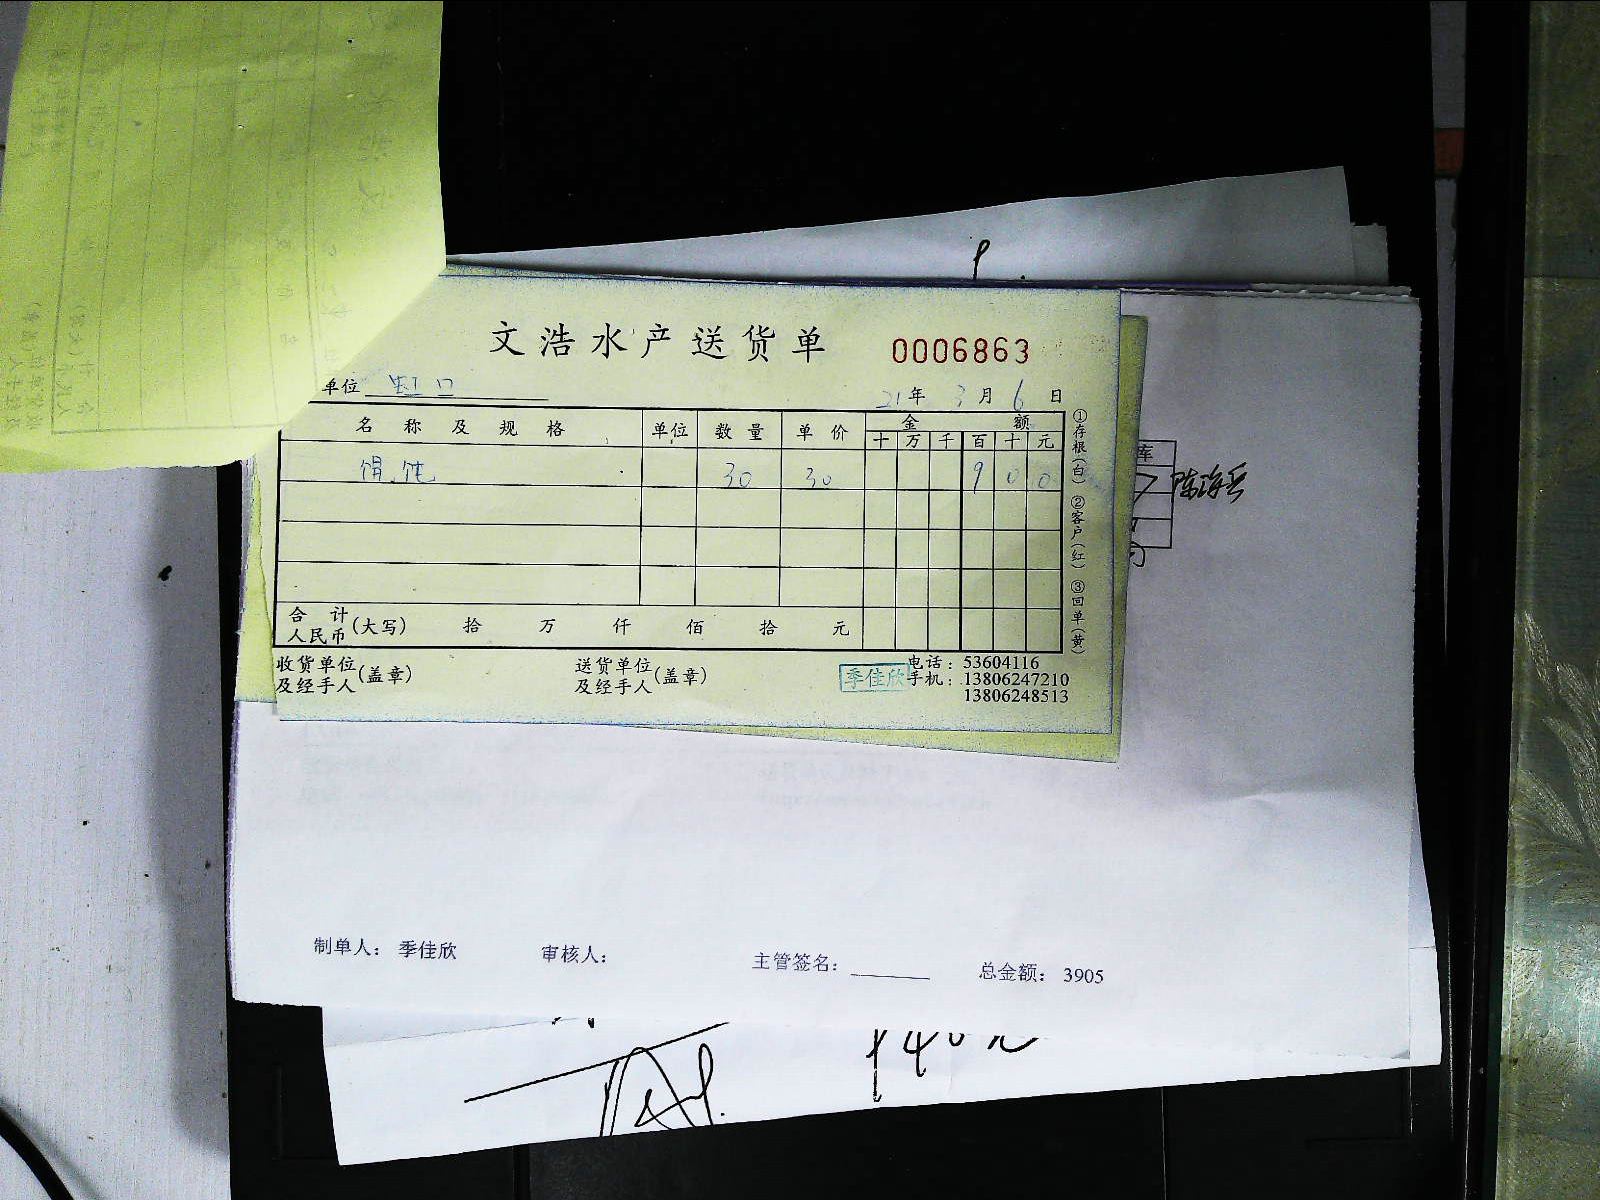 文浩水产送货单 0006863
单位 虹口 21年 3月 6日
名称及规格 单位 数量 单价 金额
十 万 千 百 十 元
馄饨 30 30 9 0 0
合计人民币(大写) 拾 万 仟 佰 拾 元
收货单位及经手人(盖章) 送货单位及经手人(盖章)
季佳欣
电话：53604116
手机：13806247210
13806248513
①存根(白) ②客户(红) ③回单(黄)
库
陈海兵
制单人： 季佳欣 审核人： 主管签名： 总金额： 3905